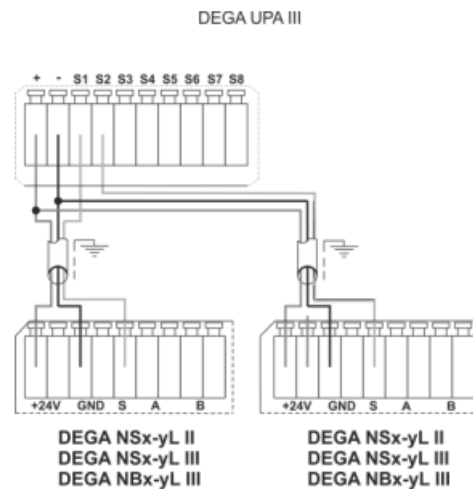 DEGA UPA III
+ - S1 S2 S3 S4 S5 S6 S7 S8
+24V GND S A B
+24V GND S A B
DEGA NSx-yL II
DEGA NSx-yL III
DEGA NBx-yL III
DEGA NSx-yL II
DEGA NSx-yL III
DEGA NBx-yL III